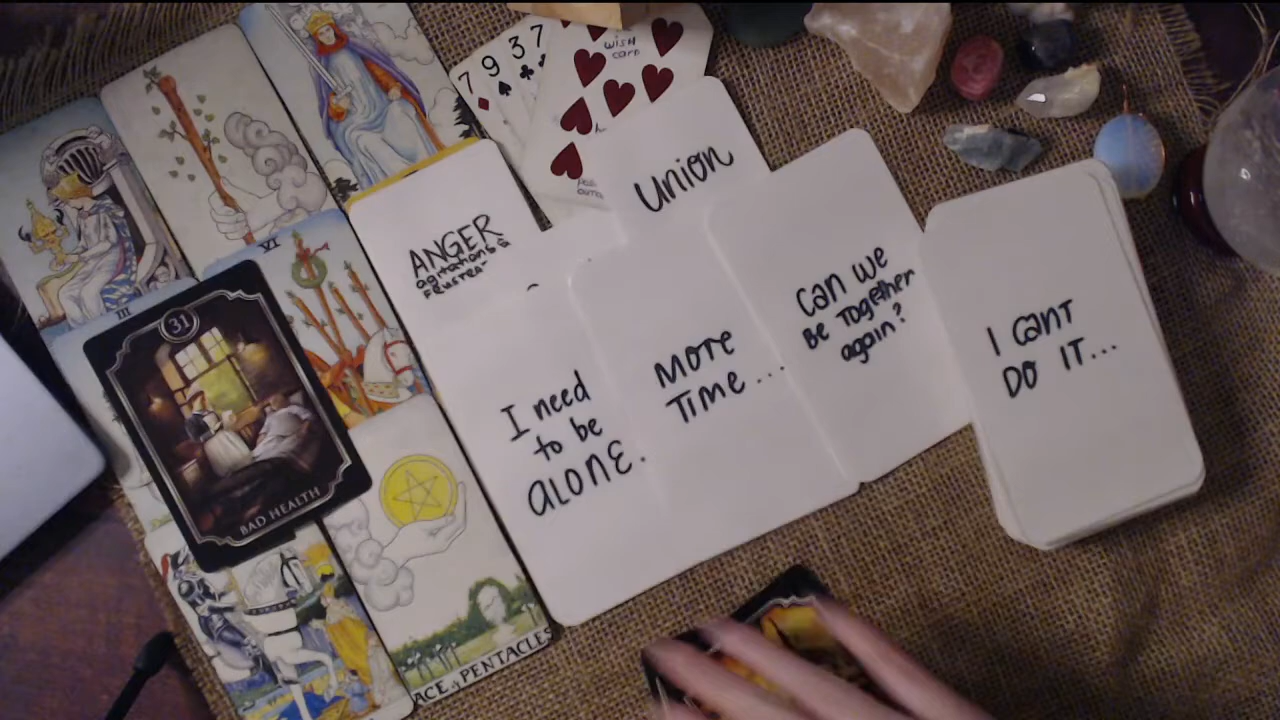 7
9
3
7
WISH
CARD
UNION
VI
ANGER
agitations &
III
31
CAN WE
BE TOGETHER
again?
I CANT
DO IT...
MORE
TIME...
I need
to be
ALONE.
BAD HEALTH
ACE of PENTACLES